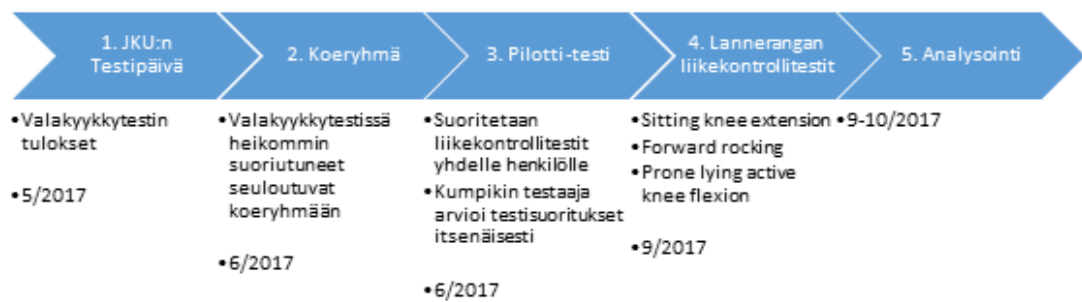 1. JKU:n
Testipäivä
2. Koeryhmä
3. Pilotti-testi
4. Lannerangan
liikekontrollitestit
5. Analysointi
•Valakyykkytestin
tulokset
•5/2017
•Valakyykkytestissä
heikommin
suoriutuneet
seuloutuvat
koeryhmään
•6/2017
•Suoritetaan
liikekontrollitestit
yhdelle henkilölle
•Kumpikin testaaja
arvioi testisuoritukset
itsenäisesti
•6/2017
•Sitting knee extension
•Forward rocking
•Prone lying active
knee flexion
•9/2017
•9-10/2017